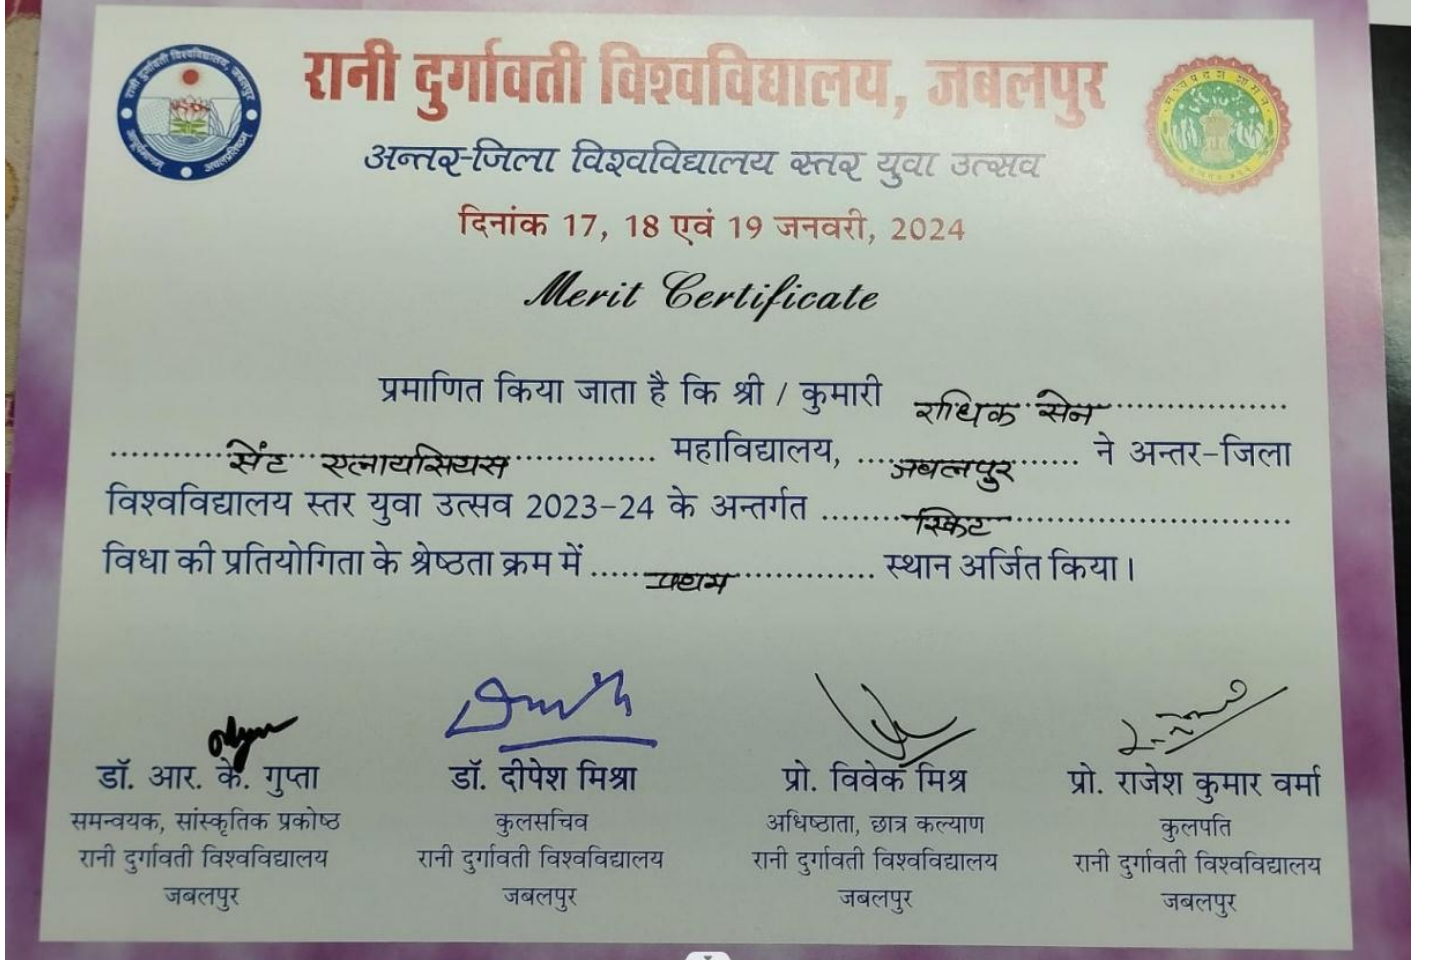 रानी दुर्गावती विश्वविद्यालय, जबलपुर
अन्तर-जिला विश्वविद्यालय स्तर युवा उत्सव
दिनांक 17, 18 एवं 19 जनवरी, 2024
Merit Certificate
प्रमाणित किया जाता है कि श्री / कुमारी राधिक सेन
सेंट एलायसियस महाविद्यालय, जबलपुर ने अन्तर-जिला
विश्वविद्यालय स्तर युवा उत्सव 2023-24 के अन्तर्गत स्किट
विधा की प्रतियोगिता के श्रेष्ठता क्रम में प्रथम स्थान अर्जित किया।
डॉ. आर. के. गुप्ता
समन्वयक, सांस्कृतिक प्रकोष्ठ
रानी दुर्गावती विश्वविद्यालय
जबलपुर
डॉ. दीपेश मिश्रा
कुलसचिव
रानी दुर्गावती विश्वविद्यालय
जबलपुर
प्रो. विवेक मिश्र
अधिष्ठाता, छात्र कल्याण
रानी दुर्गावती विश्वविद्यालय
जबलपुर
प्रो. राजेश कुमार वर्मा
कुलपति
रानी दुर्गावती विश्वविद्यालय
जबलपुर